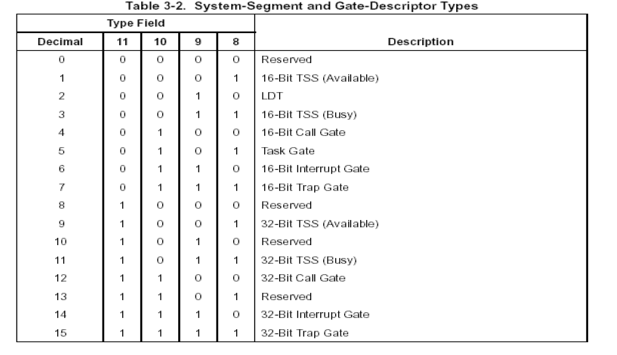 Table 3-2. System-Segment and Gate-Descriptor Types
Type Field
Decimal 11 10 9 8 Description
0 0 0 0 0 Reserved
1 0 0 0 1 16-Bit TSS (Available)
2 0 0 1 0 LDT
3 0 0 1 1 16-Bit TSS (Busy)
4 0 1 0 0 16-Bit Call Gate
5 0 1 0 1 Task Gate
6 0 1 1 0 16-Bit Interrupt Gate
7 0 1 1 1 16-Bit Trap Gate
8 1 0 0 0 Reserved
9 1 0 0 1 32-Bit TSS (Available)
10 1 0 1 0 Reserved
11 1 0 1 1 32-Bit TSS (Busy)
12 1 1 0 0 32-Bit Call Gate
13 1 1 0 1 Reserved
14 1 1 1 0 32-Bit Interrupt Gate
15 1 1 1 1 32-Bit Trap Gate